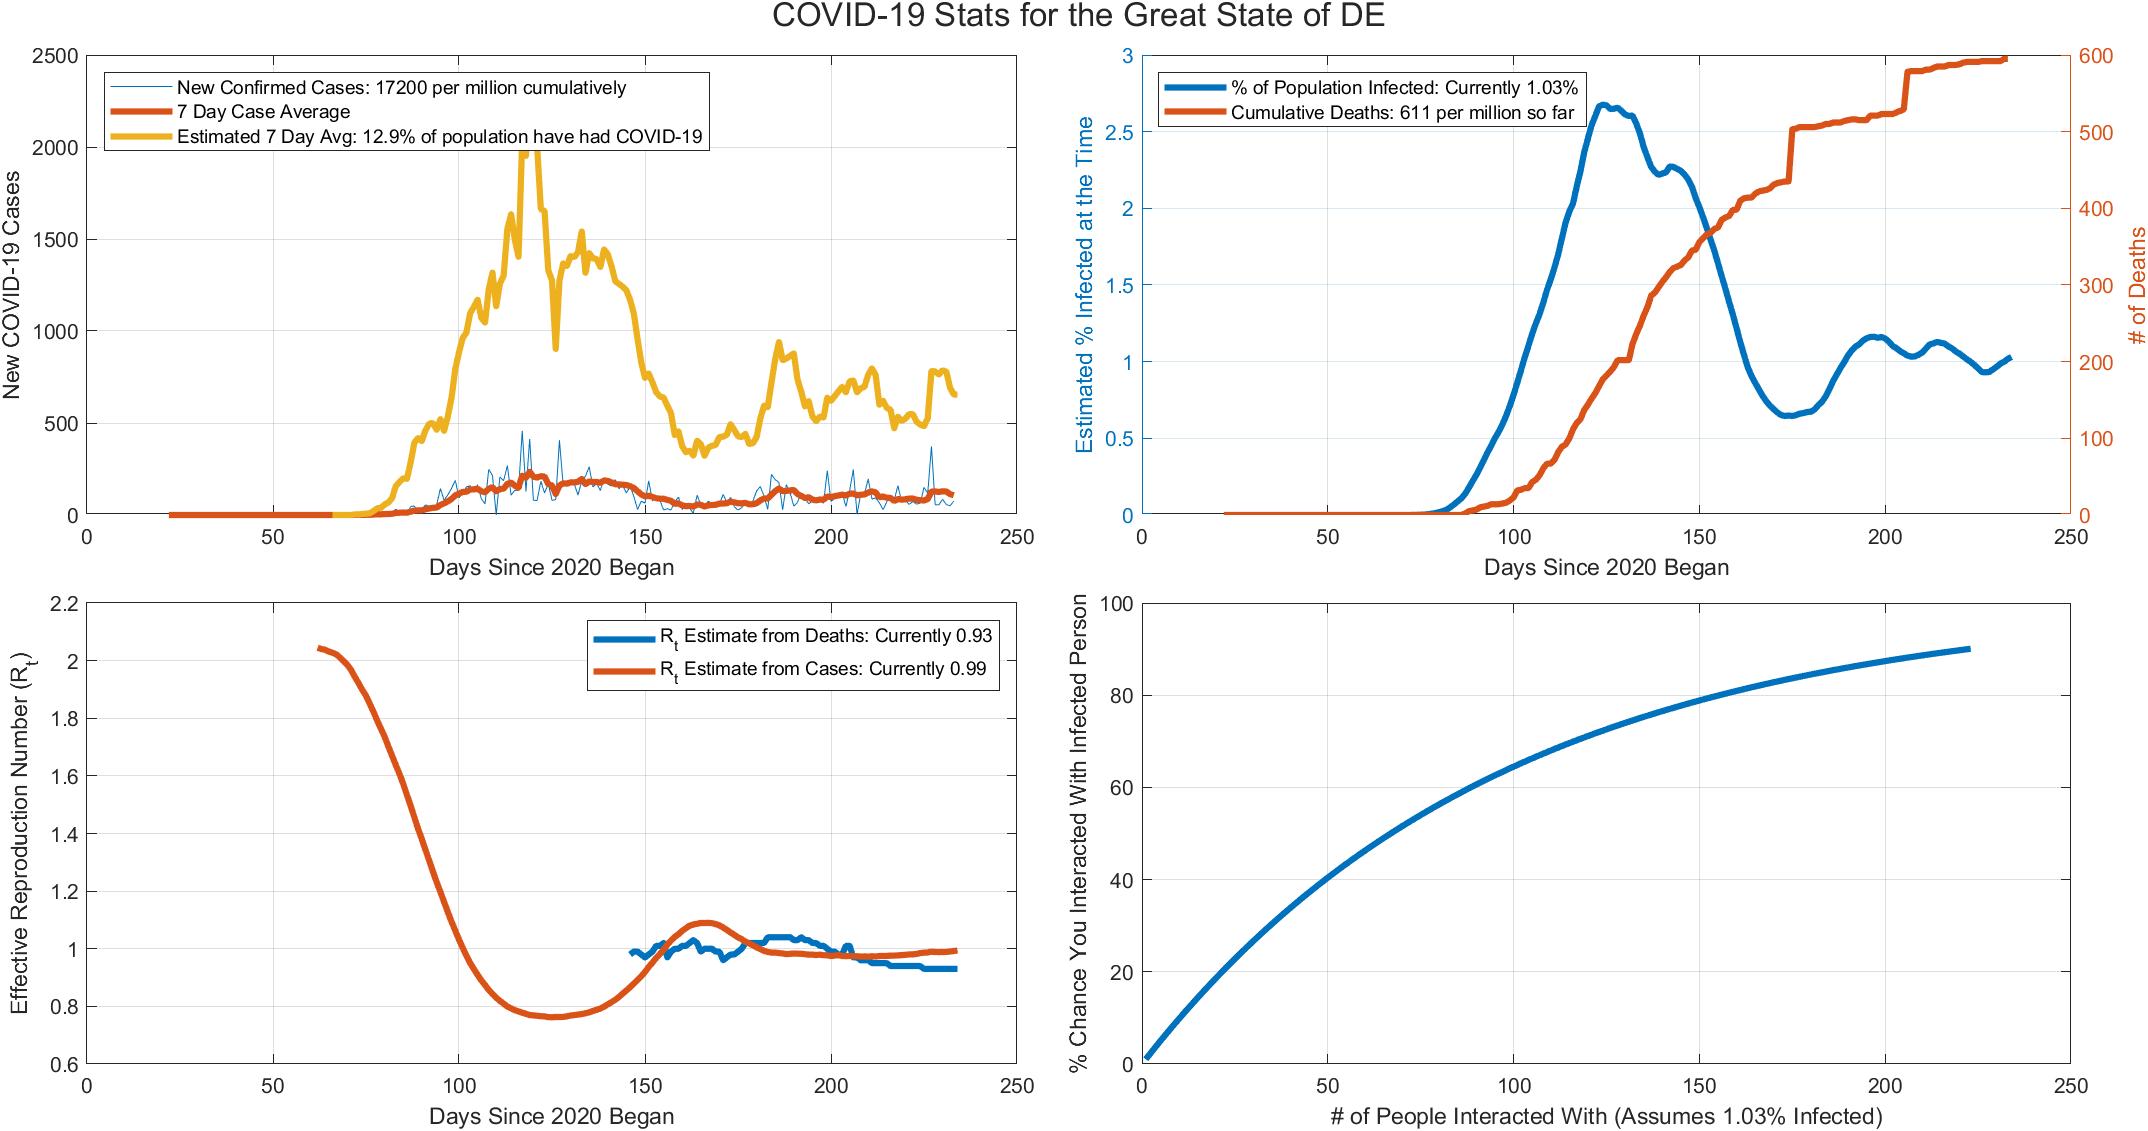 COVID-19 Stats for the Great State of DE
2500
2000
1500
1000
500
0
New COVID-19 Cases
New Confirmed Cases: 17200 per million cumulatively
7 Day Case Average
Estimated 7 Day Avg: 12.9% of population have had COVID-19
0 50 100 150 200 250
Days Since 2020 Began
3
2.5
2
1.5
1
0.5
0
Estimated % Infected at the Time
% of Population Infected: Currently 1.03%
Cumulative Deaths: 611 per million so far
600
500
400
300
200
100
0
# of Deaths
0 50 100 150 200 250
Days Since 2020 Began
2.2
2
1.8
1.6
1.4
1.2
1
0.8
0.6
Effective Reproduction Number (Rt)
Rt Estimate from Deaths: Currently 0.93
Rt Estimate from Cases: Currently 0.99
0 50 100 150 200 250
Days Since 2020 Began
100
80
60
40
20
0
% Chance You Interacted With Infected Person
0 50 100 150 200 250
# of People Interacted With (Assumes 1.03% Infected)